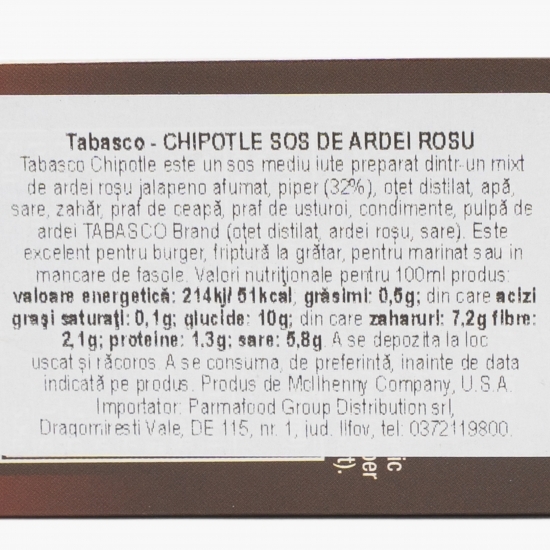 Tabasco - CHIPOTLE SOS DE ARDEI ROSU
Tabasco Chipotle este un sos mediu iute preparat dintr-un mixt
de ardei roșu jalapeno afumat, piper (32%), oțet distilat, apă,
sare, zahăr, praf de ceapă, praf de usturoi, condimente, pulpă de
ardei TABASCO Brand (oțet distilat, ardei roșu, sare). Este
excelent pentru burger, friptură la grătar, pentru marinat sau in
mancare de fasole. Valori nutriționale pentru 100ml produs:
valoare energetică: 214kj/ 51kcal, grăsimi: 0,5g; din care acizi
grași saturați: 0,1g; glucide: 10g; din care zaharuri: 7,2g fibre:
2,1g; proteine: 1.3g; sare: 5,8g. A se depozita la loc
uscat și răcoros. A se consuma, de preferință, inainte de data
indicată pe produs. Produs de McIlhenny Company, U.S.A.
Importator: Parmafood Group Distribution srl,
Dragomiresti Vale, DE 115, nr. 1, jud. Ilfov, tel: 0372119800.